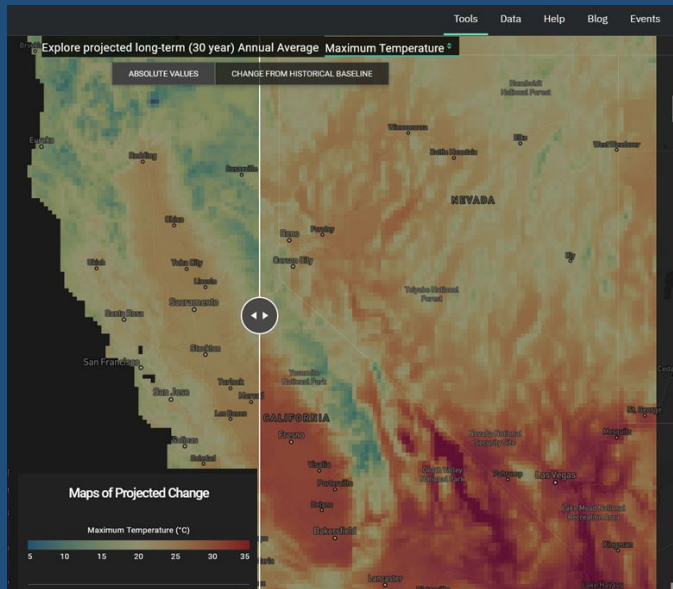 Tools Data Help Blog Events
Explore projected long-term (30 year) Annual Average Maximum Temperature
ABSOLUTE VALUES CHANGE FROM HISTORICAL BASELINE
Humboldt
National Forest
Eureka
Winnemucca
Elko
West Wendover
Redding
Battle Mountain
Susanville
NEVADA
Chico
Reno Fernley
Ukiah
Yuba City
Carson City
Ely
Lincoln
Toiyabe National
Forest
Santa Rosa
Sacramento
Stockton
San Francisco
Yosemite
National Park
Turlock
San Jose
Merced
Los Banos
St. George
CALIFORNIA
Salinas
Fresno
Nevada National
Security Site
Mesquite
Soledad
Visalia
Death Valley
National Park
Pahrump
Las Vegas
Porterville
Maps of Projected Change
Delano
Lake Mead National
Recreation Area
Maximum Temperature (°C)
Bakersfield
Kingman
5 10 15 20 25 30 35
Lancaster
Lake Havasu